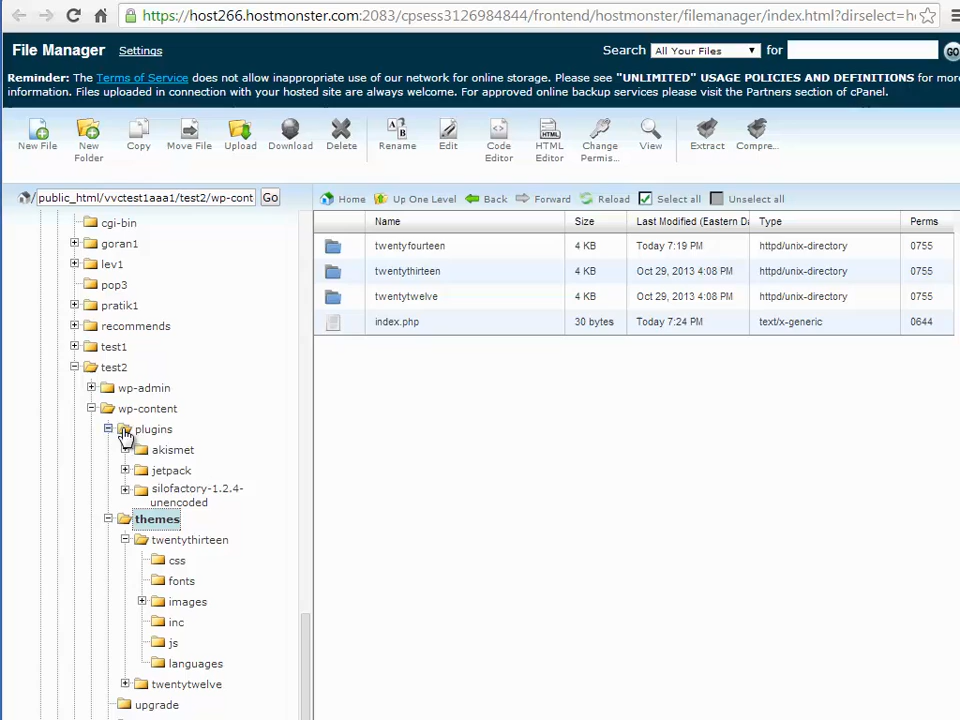 https://host266.hostmonster.com:2083/cpsess3126984844/frontend/hostmonster/filemanager/index.html?dirselect=h
File Manager Settings Search All Your Files for GO
Reminder: The Terms of Service does not allow inappropriate use of our network for online storage. Please see "UNLIMITED" USAGE POLICIES AND DEFINITIONS for mor
information. Files uploaded in connection with your hosted site are always welcome. For approved online backup services please visit the Partners section of cPanel.
New File
New Folder
Copy
Move File
Upload
Download
Delete
Rename
Edit
Code Editor
HTML Editor
Change Permis...
View
Extract
Compre...
/ public_html/vvctest1aaa1/test2/wp-cont Go
Home Up One Level Back Forward Reload Select all Unselect all
cgi-bin
goran1
lev1
pop3
pratik1
recommends
test1
test2
wp-admin
wp-content
plugins
akismet
jetpack
silofactory-1.2.4-
unencoded
themes
twentythirteen
css
fonts
images
inc
js
languages
twentytwelve
upgrade
Name Size Last Modified (Eastern Da Type Perms
twentyfourteen 4 KB Today 7:19 PM httpd/unix-directory 0755
twentythirteen 4 KB Oct 29, 2013 4:08 PM httpd/unix-directory 0755
twentytwelve 4 KB Oct 29, 2013 4:08 PM httpd/unix-directory 0755
index.php 30 bytes Today 7:24 PM text/x-generic 0644